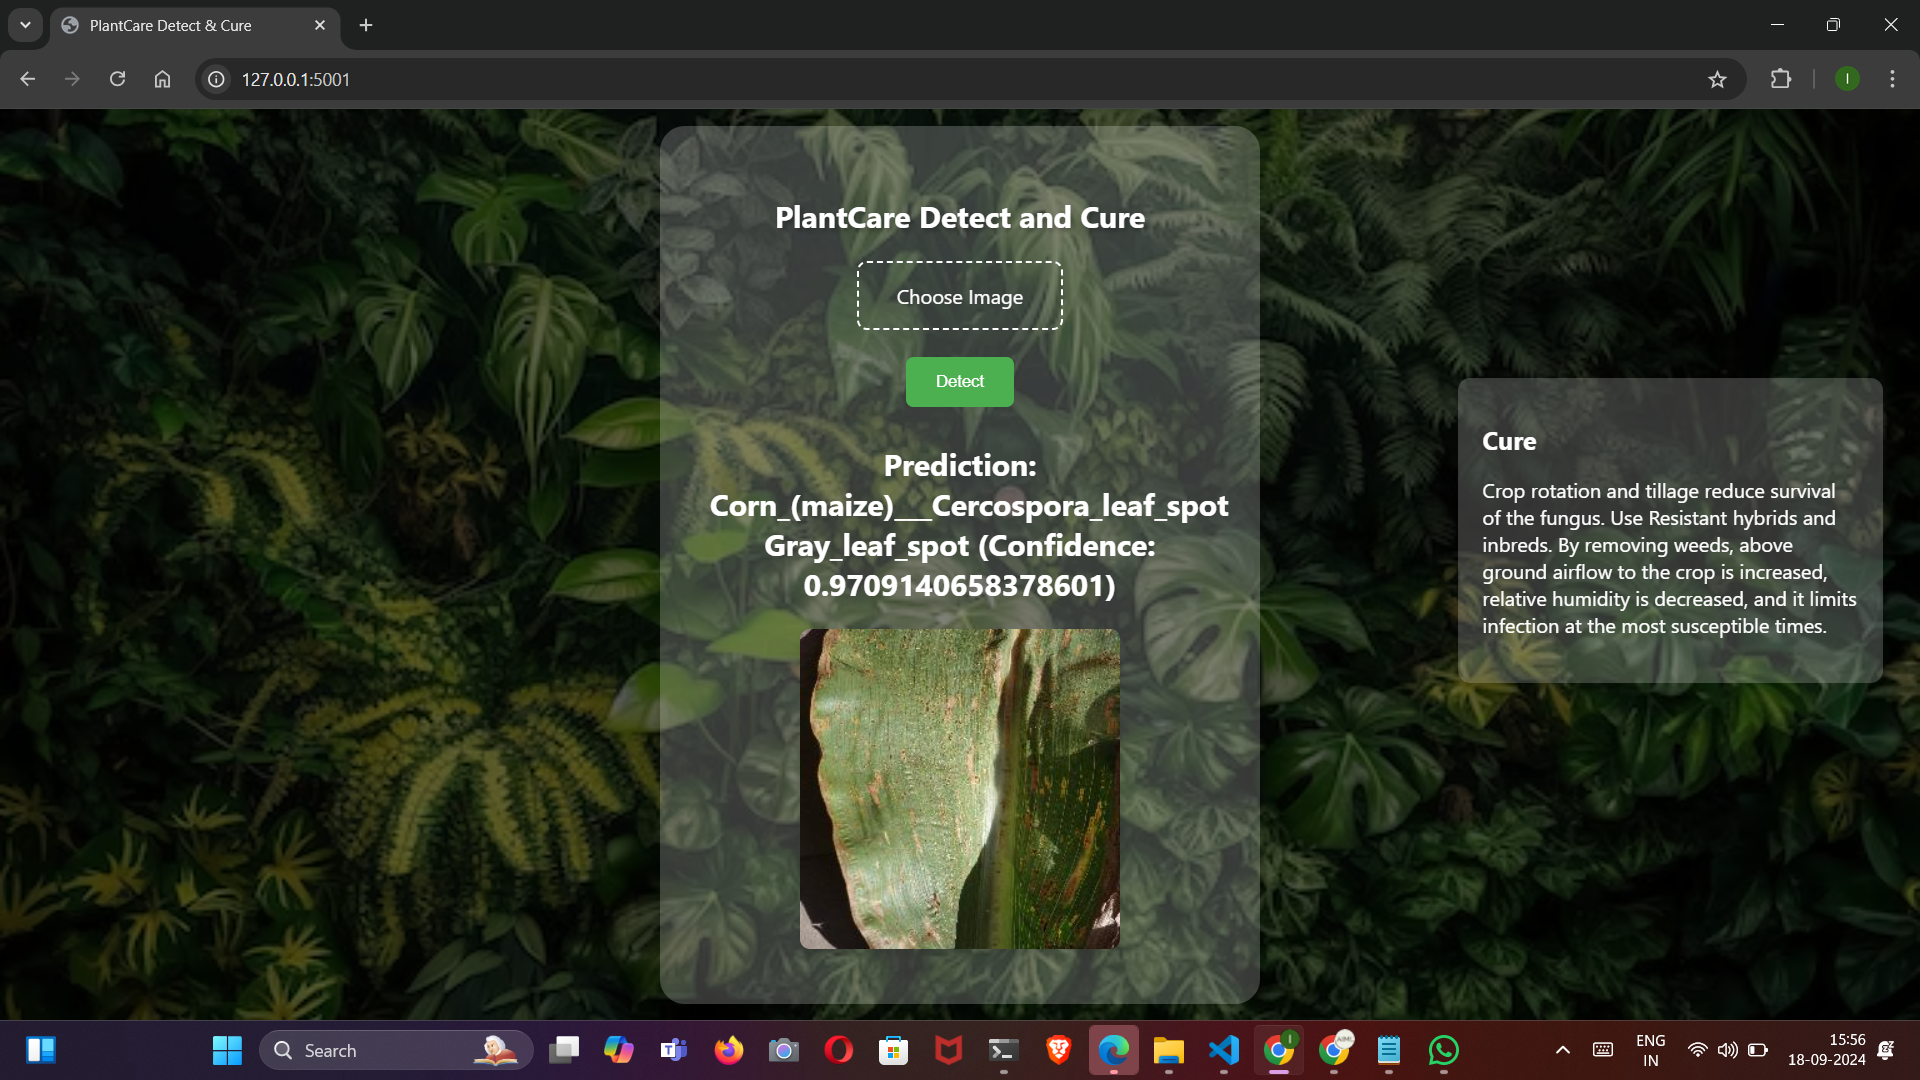 PlantCare Detect & Cure
127.0.0.1:5001
PlantCare Detect and Cure
Choose Image
Detect
Prediction:
Corn_(maize)___Cercospora_leaf_spot
Gray_leaf_spot (Confidence:
0.9709140658378601)
Cure
Crop rotation and tillage reduce survival
of the fungus. Use Resistant hybrids and
inbreds. By removing weeds, above
ground airflow to the crop is increased,
relative humidity is decreased, and it limits
infection at the most susceptible times.
Search
ENG
IN
15:56
18-09-2024